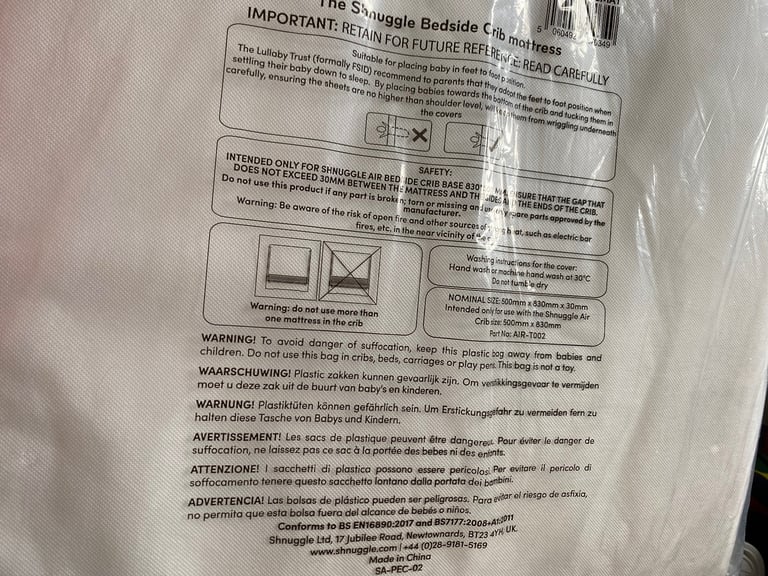 The Shnuggle Bedside Crib mattress
5 060492
IMPORTANT: RETAIN FOR FUTURE REFERENCE: READ CAREFULLY
Suitable for placing baby in feet to foot position.
The Lullaby Trust (formally FSID) recommend to parents that they adopt the feet to foot position when
settling their baby down to sleep. By placing babies towards the bottom of the crib and tucking them in
carefully, ensuring the sheets are no higher than shoulder level, will keep them from wriggling underneath
the covers
SAFETY:
INTENDED ONLY FOR SHNUGGLE AIR BEDSIDE CRIB BASE 830* ENSURE THAT THE GAP THAT
DOES NOT EXCEED 30MM BETWEEN THE MATTRESS AND THE SIDES AND THE ENDS OF THE CRIB.
Do not use this product if any part is broken; torn or missing and use only spare parts approved by the
manufacturer.
Warning: Be aware of the risk of open fire and other sources of strong heat, such as electric bar
fires, etc. in the near vicinity of the
Warning: do not use more than
one mattress in the crib
Washing instructions for the cover:
Hand wash or machine hand wash at 30°C
Do not tumble dry
NOMINAL SIZE: 500mm x 830mm x 30mm
Intended only for use with the Shnuggle Air
Crib size: 500mm x 830mm
Part No: AIR-T002
WARNING! To avoid danger of suffocation, keep this plastic bag away from babies and
children. Do not use this bag in cribs, beds, carriages or play pens. This bag is not a toy.
WAARSCHUWING! Plastic zakken kunnen gevaarlijk zijn. Om verstikkingsgevaar te vermijden
moet u deze zak uit de buurt van baby's en kinderen.
WARNUNG! Plastiktüten können gefährlich sein. Um Erstickungsgefahr zu vermeiden fern zu
halten diese Tasche von Babys und Kindern.
AVERTISSEMENT! Les sacs de plastique peuvent être dangereux. Pour éviter le danger de
suffocation, ne laissez pas ce sac à la portée des bebes ni des enfants.
ATTENZIONE! I sacchetti di plastica possono essere pericolosi. Per evitare il pericolo di
soffocamento tenere questo sacchetto lontano dalla portata dei bambini.
ADVERTENCIA! Las bolsas de plástico pueden ser peligrosas. Para evitar el riesgo de asfixia,
no permita que esta bolsa fuera del alcance de bebés o niños.
Conforms to BS EN16890:2017 and BS7177:2008+A1:2011
Shnuggle Ltd, 17 Jubilee Road, Newtownards, BT23 4YH, UK.
www.shnuggle.com | +44 (0)28-9181-5169
Made in China
SA-PEC-02